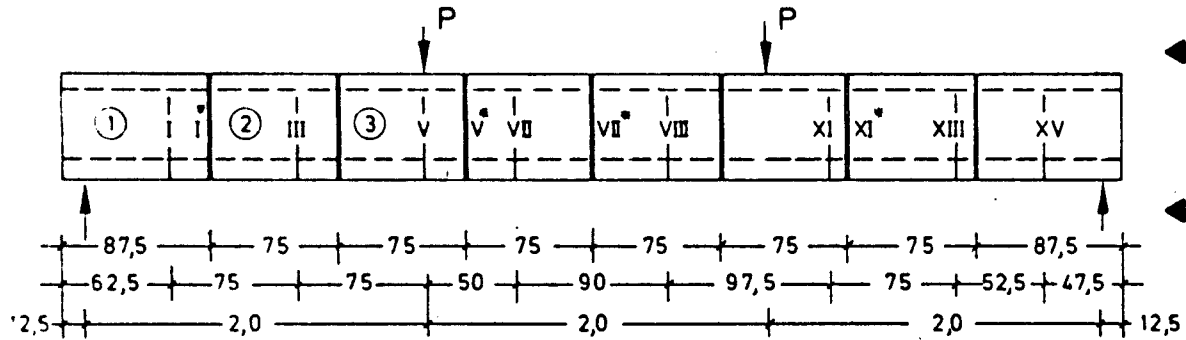 P P
① I I* ② III ③ V V* VII VII* VIII XI XI* XIII XV
87,5 75 75 75 75 75 75 87,5
62,5 75 75 50 90 97,5 75 52,5 47,5
2,0 2,0 2,0 12,5